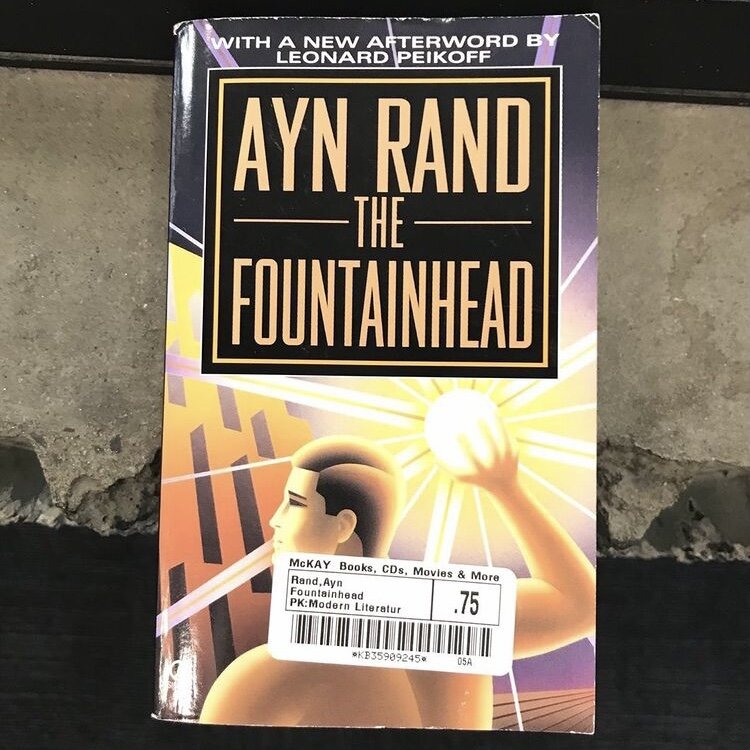 WITH A NEW AFTERWORD BY
LEONARD PEIKOFF
AYN RAND
THE
FOUNTAINHEAD
McKAY Books, CDs, Movies & More
Rand,Ayn
Fountainhead
PK:Modern Literatur
.75
*KB35909245*
05A